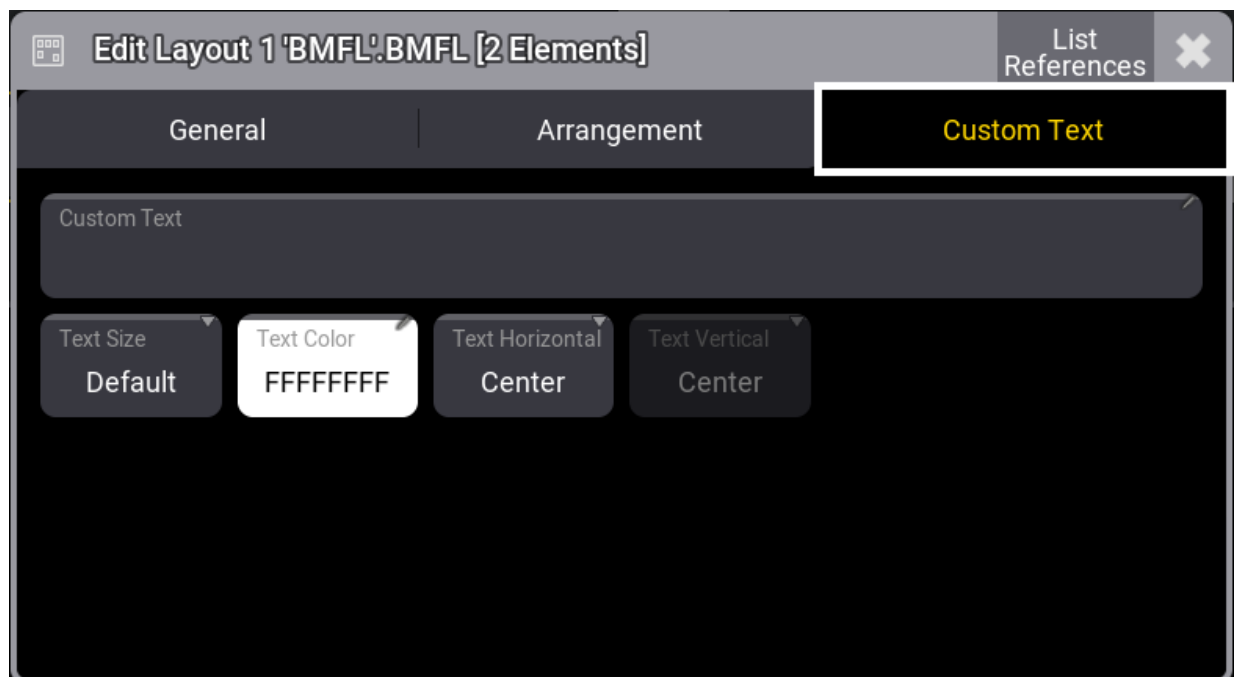 Edit Layout 1 'BMFL'.BMFL [2 Elements]
List
References
General
Arrangement
Custom Text
Custom Text
Text Size
Default
Text Color
FFFFFFFF
Text Horizontal
Center
Text Vertical
Center